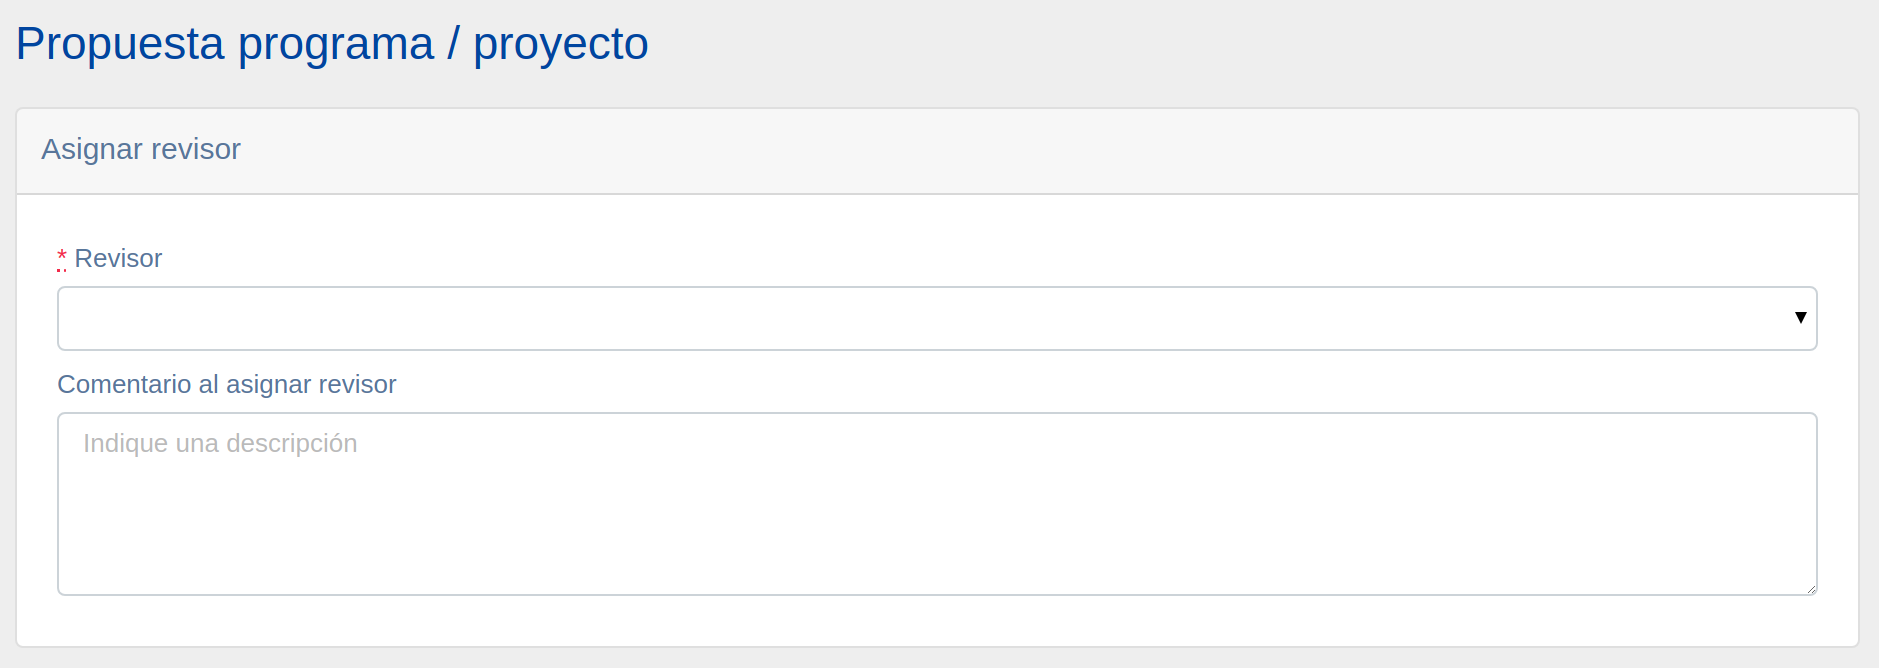 Propuesta programa / proyecto
Asignar revisor
* Revisor
Comentario al asignar revisor
Indique una descripción